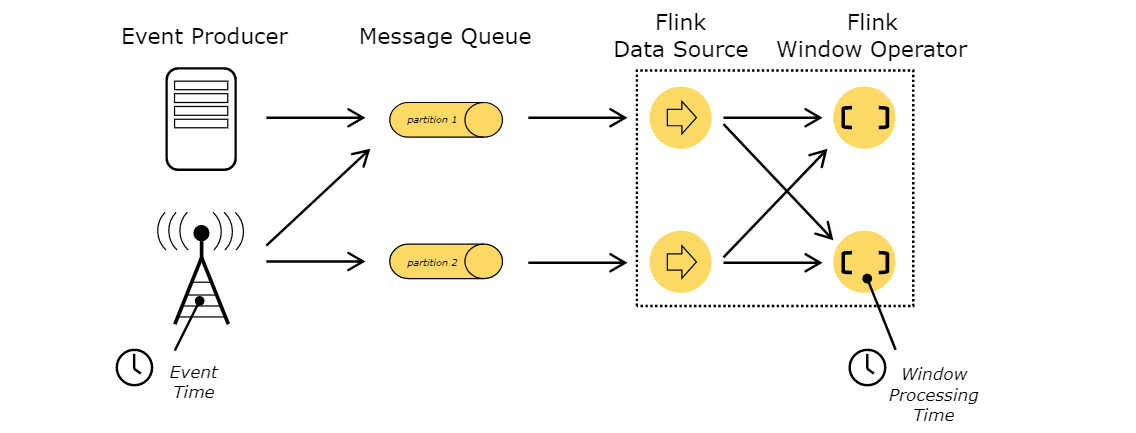 Event Producer
Message Queue
Flink
Data Source
Flink
Window Operator
partition 1
partition 2
Event
Time
Window
Processing
Time